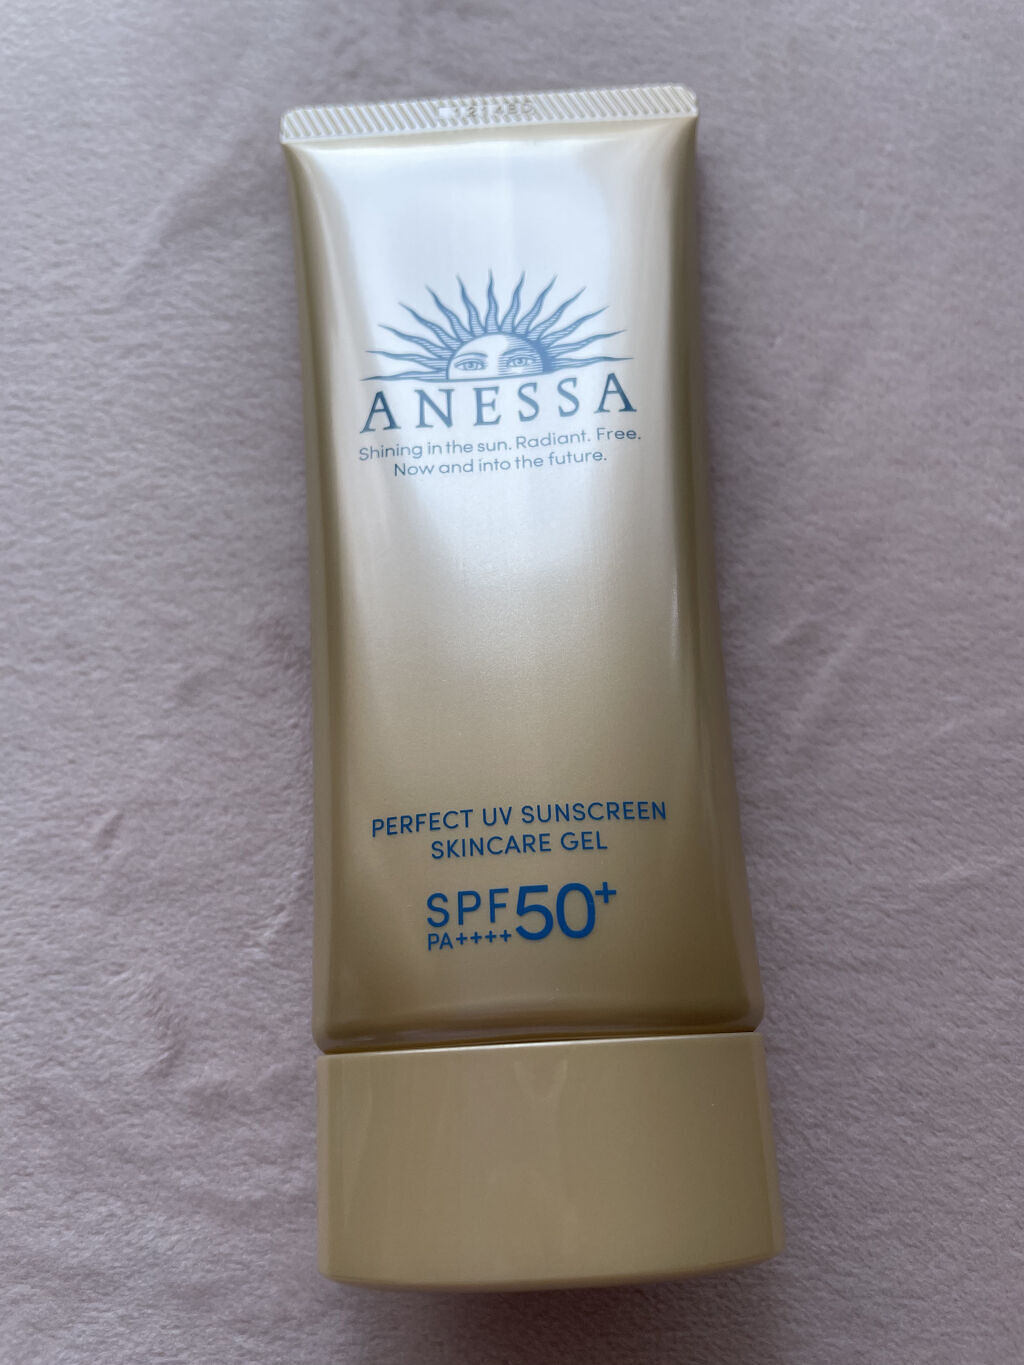 ANESSA
Shining in the sun. Radiant. Free.
Now and into the future.
PERFECT UV SUNSCREEN
SKINCARE GEL
SPF50+
PA++++